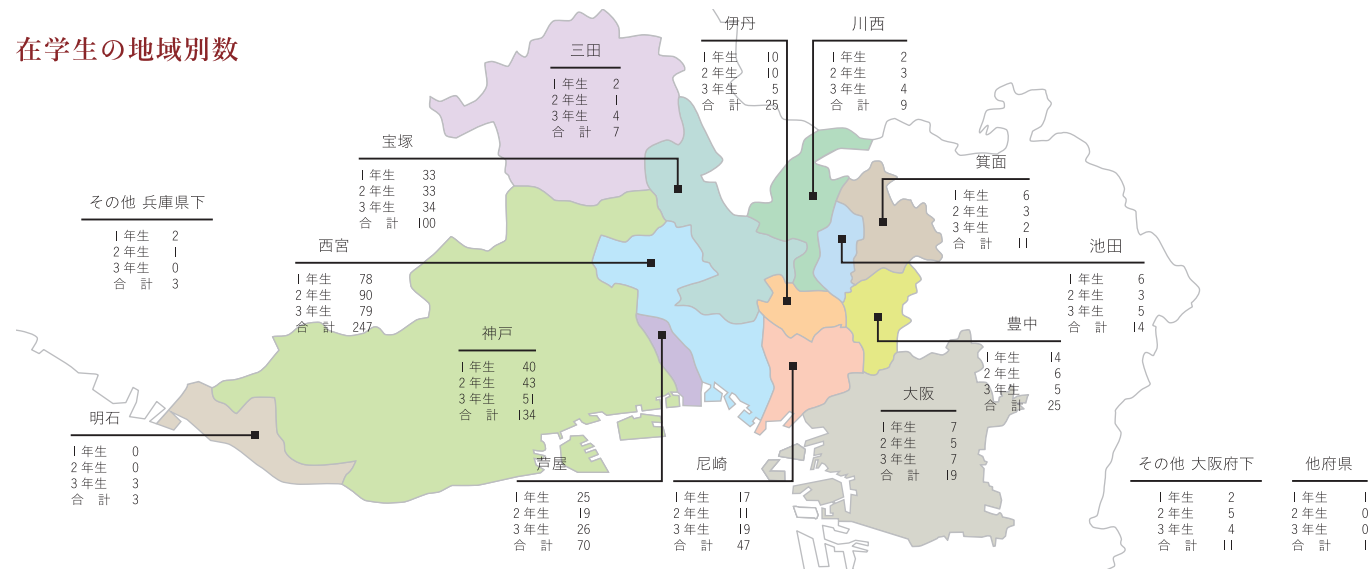 在学生の地域別数
三田
1年生 2
2年生 1
3年生 4
合計 7
伊丹
1年生 10
2年生 10
3年生 5
合計 25
川西
1年生 2
2年生 3
3年生 4
合計 9
宝塚
1年生 33
2年生 33
3年生 34
合計 100
箕面
1年生 6
2年生 3
3年生 2
合計 11
その他 兵庫県下
1年生 2
2年生 1
3年生 0
合計 3
西宮
1年生 78
2年生 90
3年生 79
合計 247
池田
1年生 6
2年生 3
3年生 5
合計 14
神戸
1年生 40
2年生 43
3年生 51
合計 134
豊中
1年生 14
2年生 6
3年生 5
合計 25
明石
1年生 0
2年生 0
3年生 3
合計 3
大阪
1年生 7
2年生 5
3年生 7
合計 19
芦屋
1年生 25
2年生 19
3年生 26
合計 70
尼崎
1年生 17
2年生 11
3年生 19
合計 47
その他 大阪府下
1年生 2
2年生 5
3年生 4
合計 11
他府県
1年生 1
2年生 0
3年生 0
合計 1